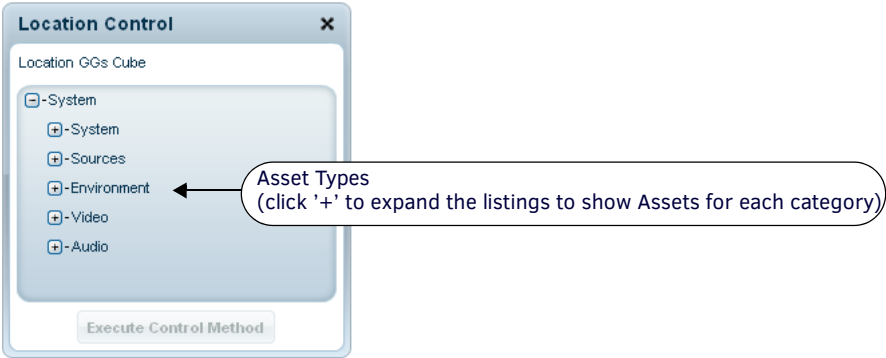 Location Control
Location GGs Cube
-System
-System
-Sources
-Environment
-Video
-Audio
Asset Types
(click '+' to expand the listings to show Assets for each category)
Execute Control Method